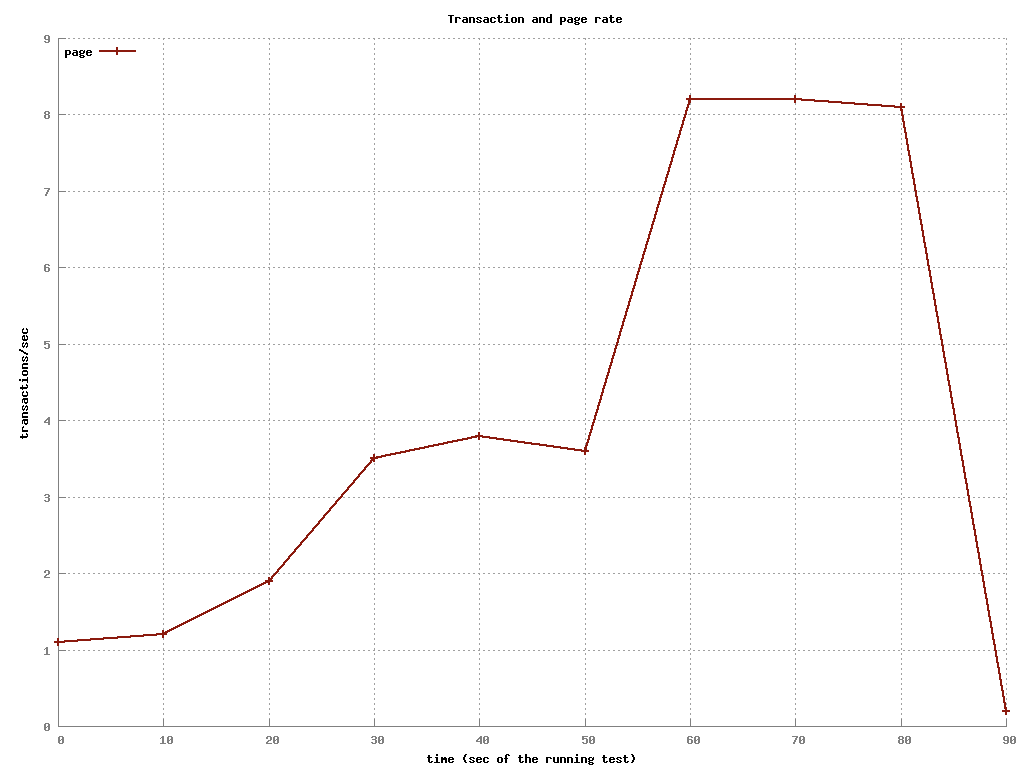 Transaction and page rate
page
9
8
7
6
5
4
3
2
1
0
transactions/sec
0 10 20 30 40 50 60 70 80 90
time (sec of the running test)